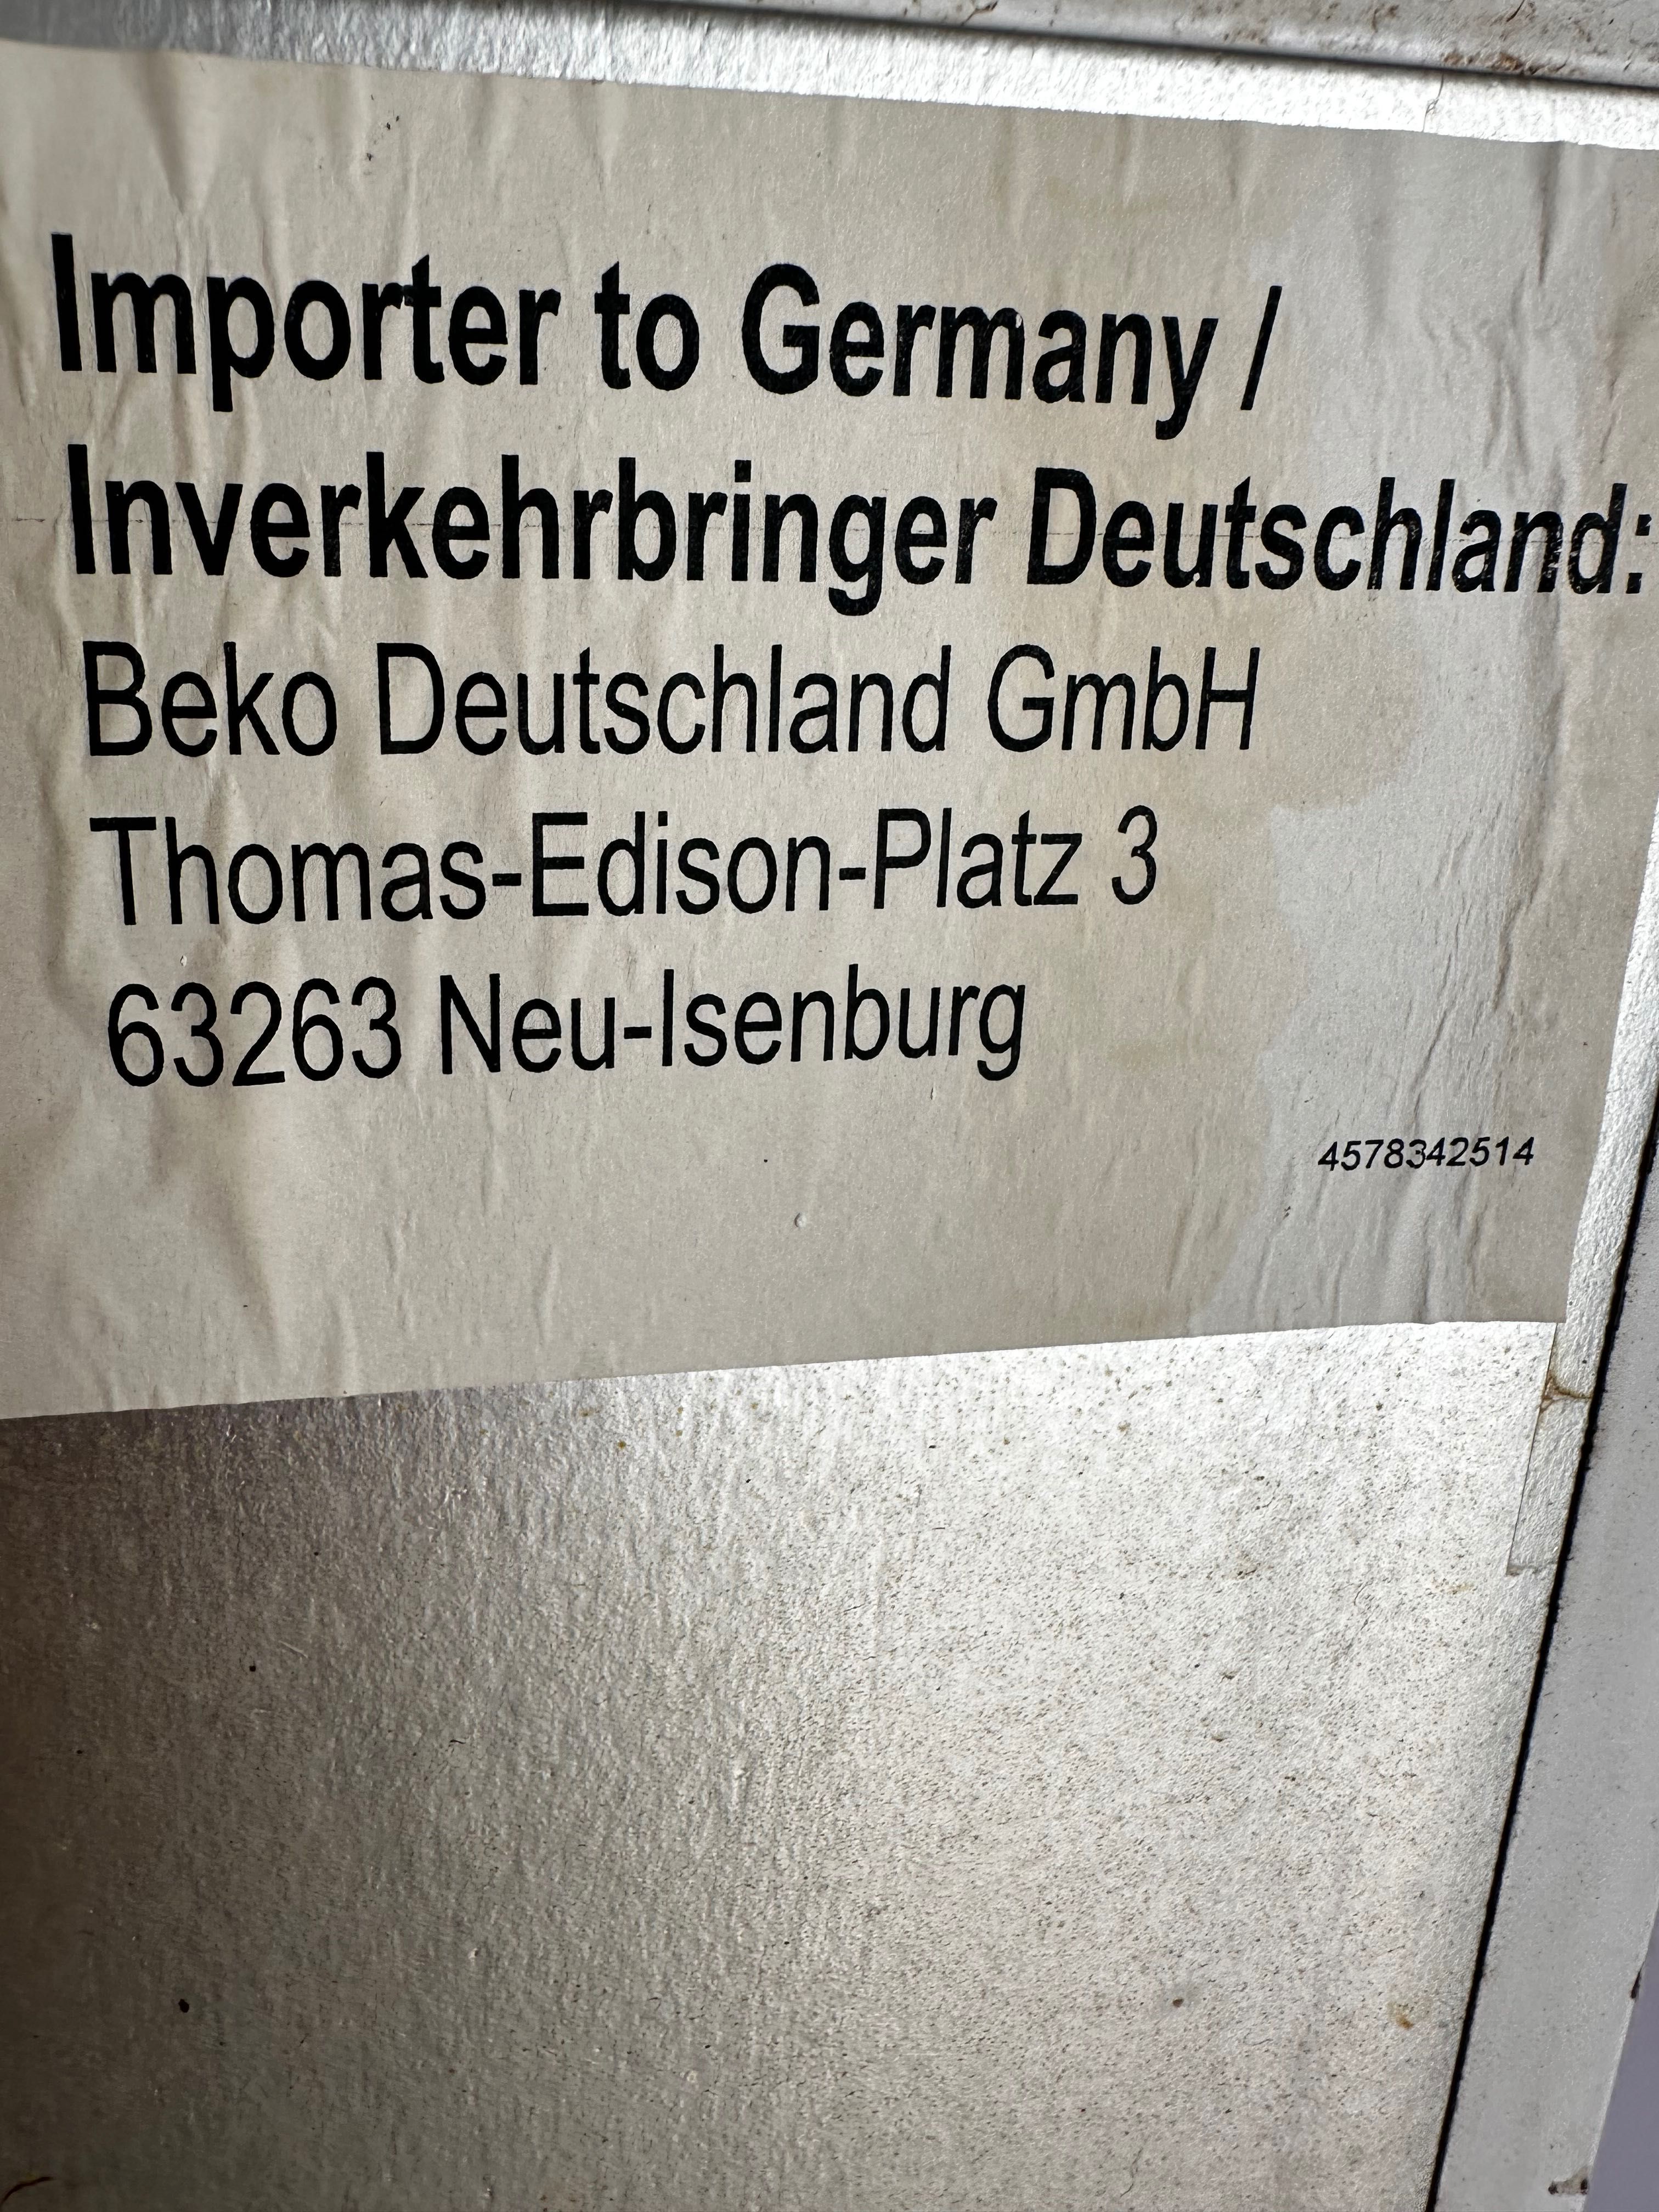 Importer to Germany /
Inverkehrbringer Deutschland:
Beko Deutschland GmbH
Thomas-Edison-Platz 3
63263 Neu-Isenburg
4578342514